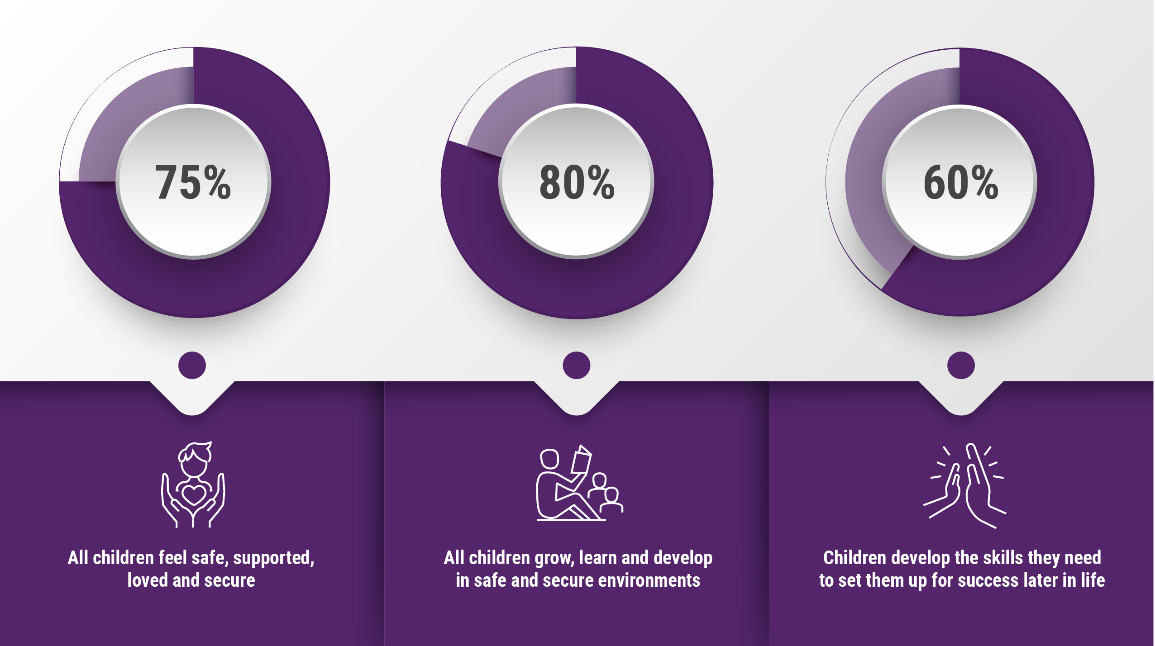 75%
80%
60%
All children feel safe, supported,
loved and secure
All children grow, learn and develop
in safe and secure environments
Children develop the skills they need
to set them up for success later in life